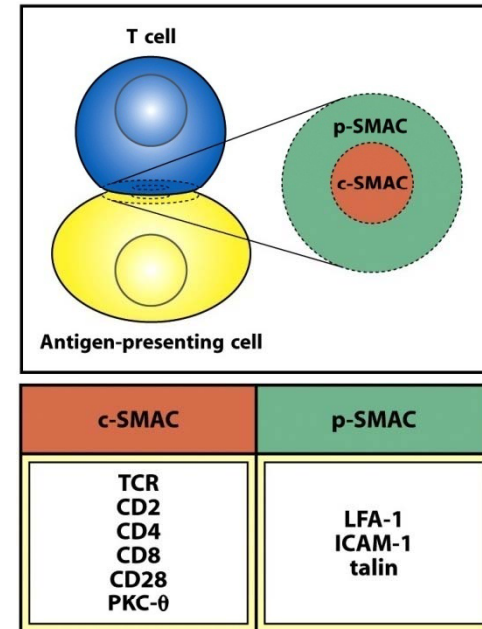 T cell
p-SMAC
c-SMAC
Antigen-presenting cell
c-SMAC
p-SMAC
TCR
CD2
CD4
CD8
CD28
PKC-θ
LFA-1
ICAM-1
talin